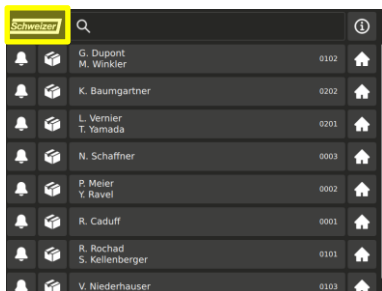 Schweizer
G. Dupont
M. Winkler
0102
K. Baumgartner
0202
L. Vernier
T. Yamada
0201
N. Schaffner
0003
P. Meier
Y. Ravel
0002
R. Caduff
0001
R. Rochad
S. Kellenberger
0101
V. Niederhauser
0103